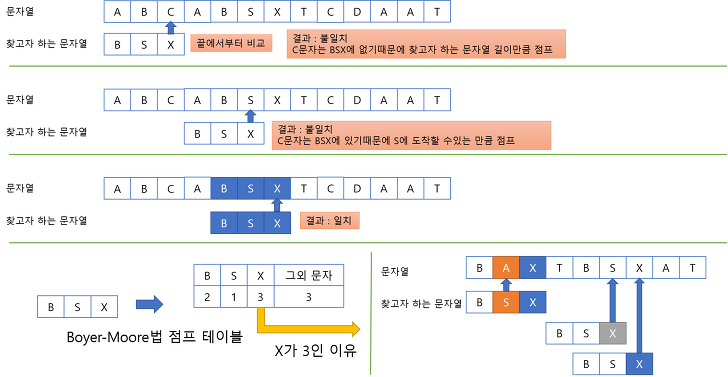 문자열 A B C A B S X T C D A A T
찾고자 하는 문자열 B S X 끝에서부터 비교
결과 : 불일치
C문자는 BSX에 없기때문에 찾고자 하는 문자열 길이만큼 점프
문자열 A B C A B S X T C D A A T
찾고자 하는 문자열 B S X
결과 : 불일치
C문자는 BSX에 있기때문에 S에 도착할 수있는 만큼 점프
문자열 A B C A B S X T C D A A T
찾고자 하는 문자열 B S X 결과 : 일치
B S X
B S X 그외 문자
2 1 3 3
Boyer-Moore법 점프 테이블
X가 3인 이유
문자열 B A X T B S X A T
찾고자 하는 문자열 B S X
B S X
B S X